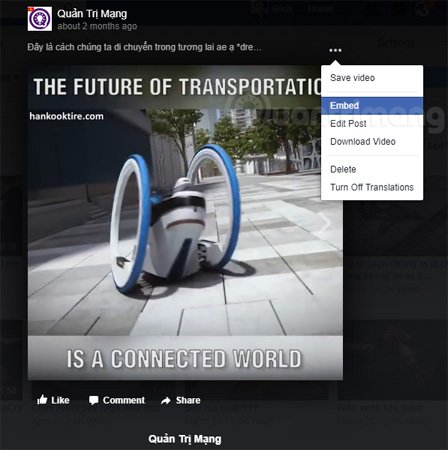 Quản Trị Mạng
about 2 months ago
Đây là cách chúng ta di chuyển trong tương lai ae ạ *dre…
Save video
Embed
Edit Post
Download Video
Delete
Turn Off Translations
THE FUTURE OF TRANSPORTATIO
hankooktire.com
IS A CONNECTED WORLD
Like
Comment
Share
Quản Trị Mạng